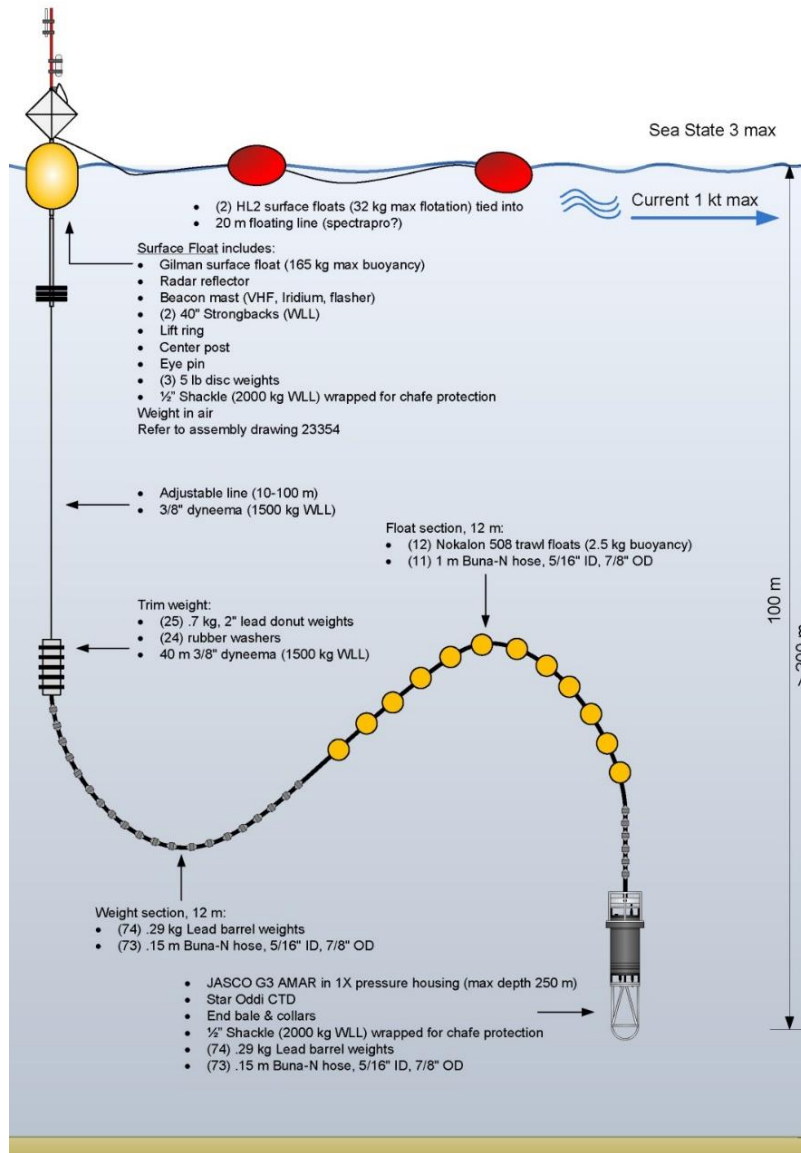 Sea State 3 max
Current 1 kt max
• (2) HL2 surface floats (32 kg max flotation) tied into
• 20 m floating line (spectrapro?)
Surface Float includes:
• Gilman surface float (165 kg max buoyancy)
• Radar reflector
• Beacon mast (VHF, Iridium, flasher)
• (2) 40" Strongbacks (WLL)
• Lift ring
• Center post
• Eye pin
• (3) 5 lb disc weights
• ½" Shackle (2000 kg WLL) wrapped for chafe protection
Weight in air
Refer to assembly drawing 23354
• Adjustable line (10-100 m)
• 3/8" dyneema (1500 kg WLL)
Float section, 12 m:
• (12) Nokalon 508 trawl floats (2.5 kg buoyancy)
• (11) 1 m Buna-N hose, 5/16" ID, 7/8" OD
100 m
Trim weight:
• (25) .7 kg, 2" lead donut weights
• (24) rubber washers
• 40 m 3/8" dyneema (1500 kg WLL)
Weight section, 12 m:
• (74) .29 kg Lead barrel weights
• (73) .15 m Buna-N hose, 5/16" ID, 7/8" OD
• JASCO G3 AMAR in 1X pressure housing (max depth 250 m)
• Star Oddi CTD
• End bale & collars
• ½" Shackle (2000 kg WLL) wrapped for chafe protection
• (74) .29 kg Lead barrel weights
• (73) .15 m Buna-N hose, 5/16" ID, 7/8" OD